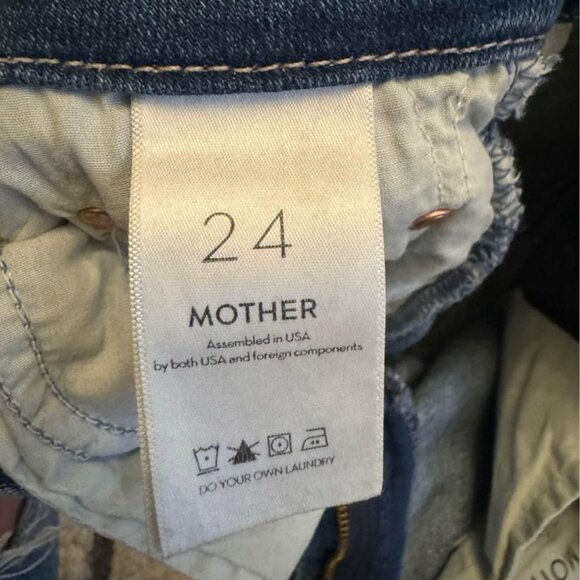 24
MOTHER
Assembled in USA
by both USA and foreign components
DO YOUR OWN LAUNDRY